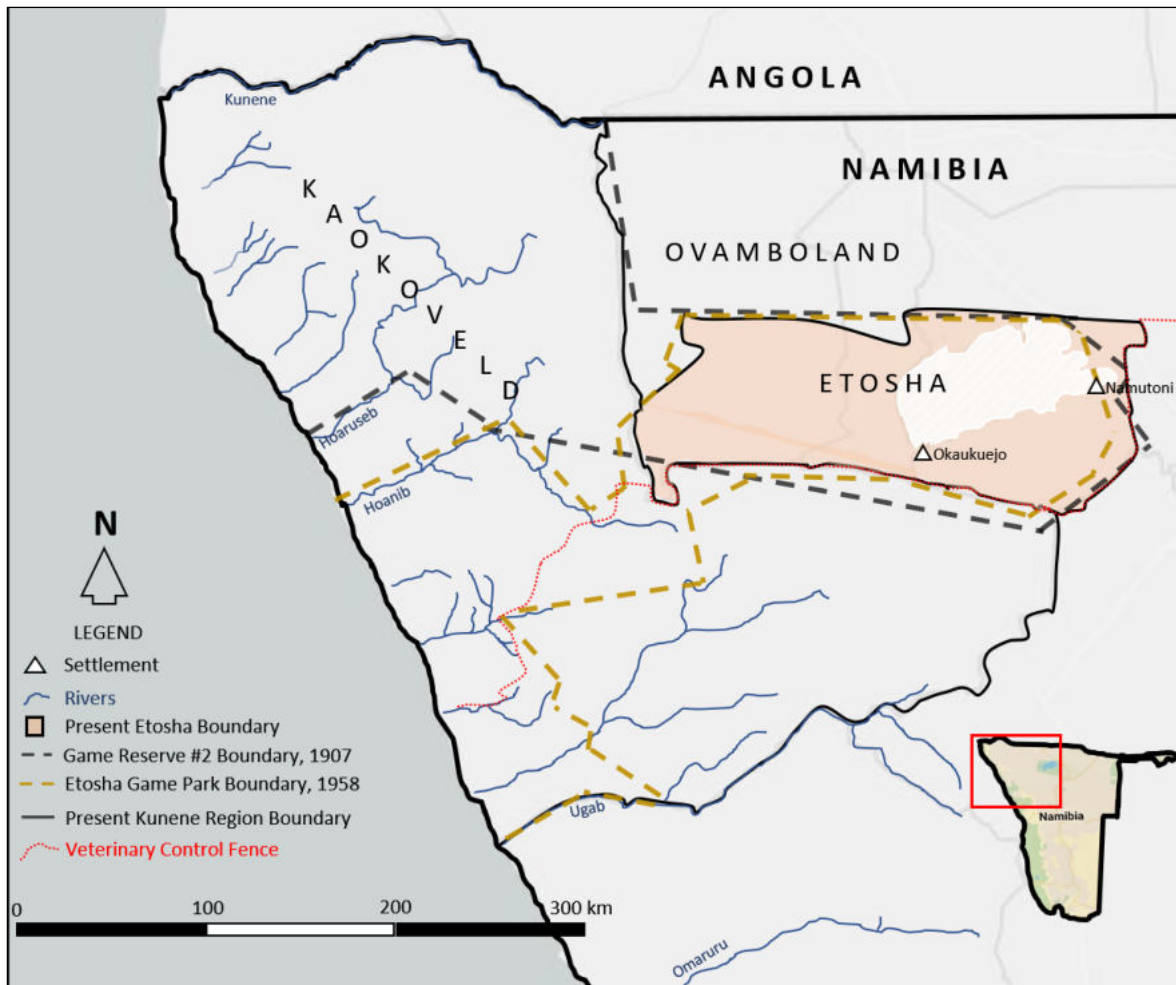 ANGOLA
Kunene
NAMIBIA
K
A
O
K
O
V
E
L
D
OVAMBOLAND
ETOSHA
Namutoni
Okaukuejo
Hoaruseb
Hoanib
N
LEGEND
Settlement
Rivers
Present Etosha Boundary
Game Reserve #2 Boundary, 1907
Etosha Game Park Boundary, 1958
Present Kunene Region Boundary
Veterinary Control Fence
Ugab
Namibia
0 100 200 300 km
Omaruru